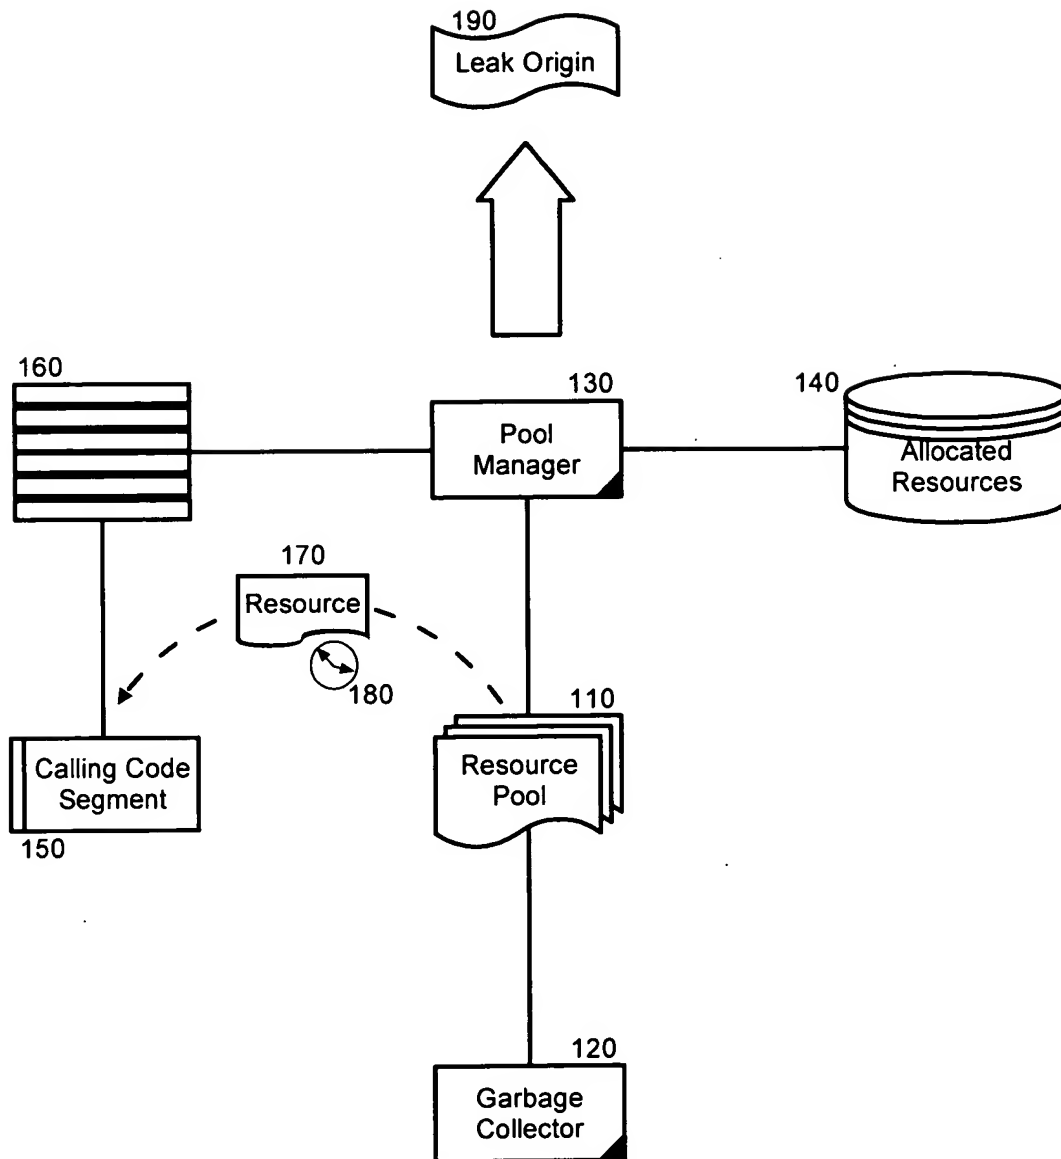 190
Leak Origin
160
130
140
Pool
Manager
Allocated
Resources
170
Resource
180
110
Calling Code
Segment
Resource
Pool
150
120
Garbage
Collector